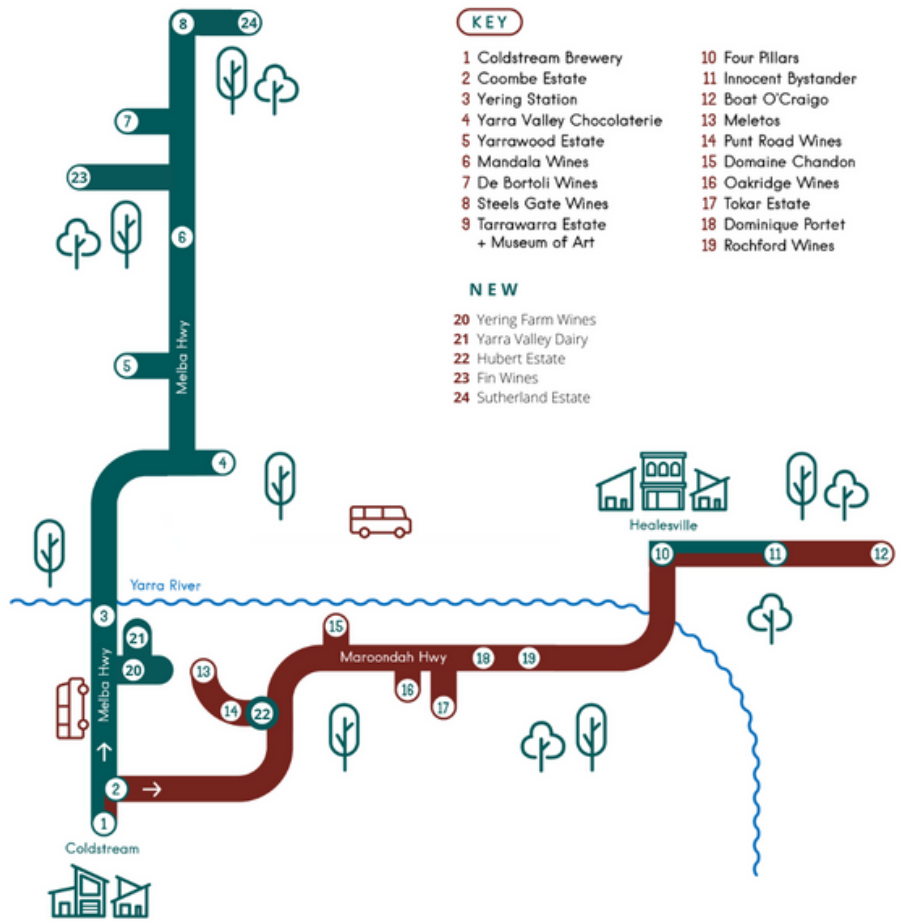 KEY
1 Coldstream Brewery
2 Coombe Estate
3 Yering Station
4 Yarra Valley Chocolaterie
5 Yarrawood Estate
6 Mandala Wines
7 De Bortoli Wines
8 Steels Gate Wines
9 Tarrawarra Estate
+ Museum of Art
10 Four Pillars
11 Innocent Bystander
12 Boat O'Craigo
13 Meletos
14 Punt Road Wines
15 Domaine Chandon
16 Oakridge Wines
17 Tokar Estate
18 Dominique Portet
19 Rochford Wines
NEW
20 Yering Farm Wines
21 Yarra Valley Dairy
22 Hubert Estate
23 Fin Wines
24 Sutherland Estate
8
24
7
23
6
Melba Hwy
5
4
Healesville
10
11
12
Yarra River
3
21
20
Melba Hwy
13
14
22
15
Maroondah Hwy
18
19
16
17
2
→
↑
1
Coldstream